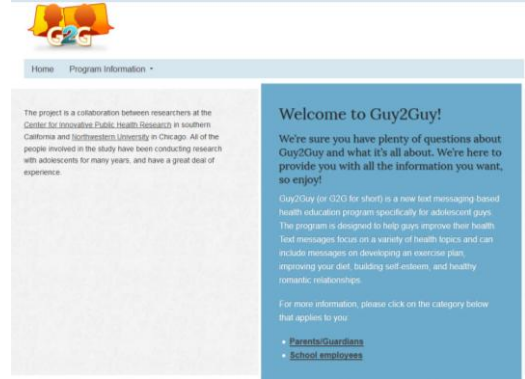 G2G
Home Program Information
The project is a collaboration between researchers at the
Center for Innovative Public Health Research in southern
California and Northwestern University in Chicago. All of the
people involved in the study have been conducting research
with adolescents for many years, and have a great deal of
experience.
Welcome to Guy2Guy!
We're sure you have plenty of questions about
Guy2Guy and what it's all about. We're here to
provide you with all the information you want,
so enjoy!
Guy2Guy (or G2G for short) is a new text messaging-based
health education program specifically for adolescent guys.
The program is designed to help guys improve their health.
Text messages focus on a variety of health topics and can
include messages on developing an exercise plan,
improving your diet, building self-esteem, and healthy
romantic relationships.
For more information, please click on the category below
that applies to you:
Parents/Guardians
School employees